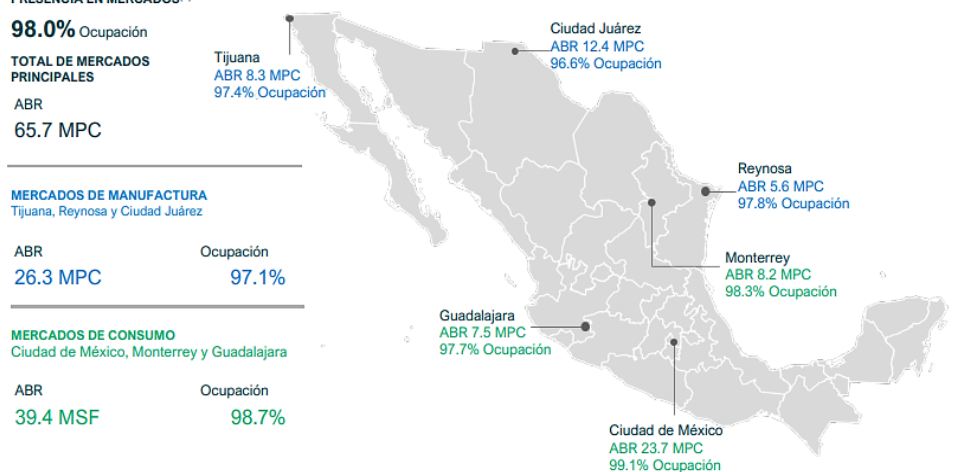 PRESENCIA EN MERCADOS
98.0% Ocupación
TOTAL DE MERCADOS
PRINCIPALES
ABR
65.7 MPC
MERCADOS DE MANUFACTURA
Tijuana, Reynosa y Ciudad Juárez
ABR Ocupación
26.3 MPC 97.1%
MERCADOS DE CONSUMO
Ciudad de México, Monterrey y Guadalajara
ABR Ocupación
39.4 MSF 98.7%
Tijuana
ABR 8.3 MPC
97.4% Ocupación
Ciudad Juárez
ABR 12.4 MPC
96.6% Ocupación
Reynosa
ABR 5.6 MPC
97.8% Ocupación
Monterrey
ABR 8.2 MPC
98.3% Ocupación
Guadalajara
ABR 7.5 MPC
97.7% Ocupación
Ciudad de México
ABR 23.7 MPC
99.1% Ocupación